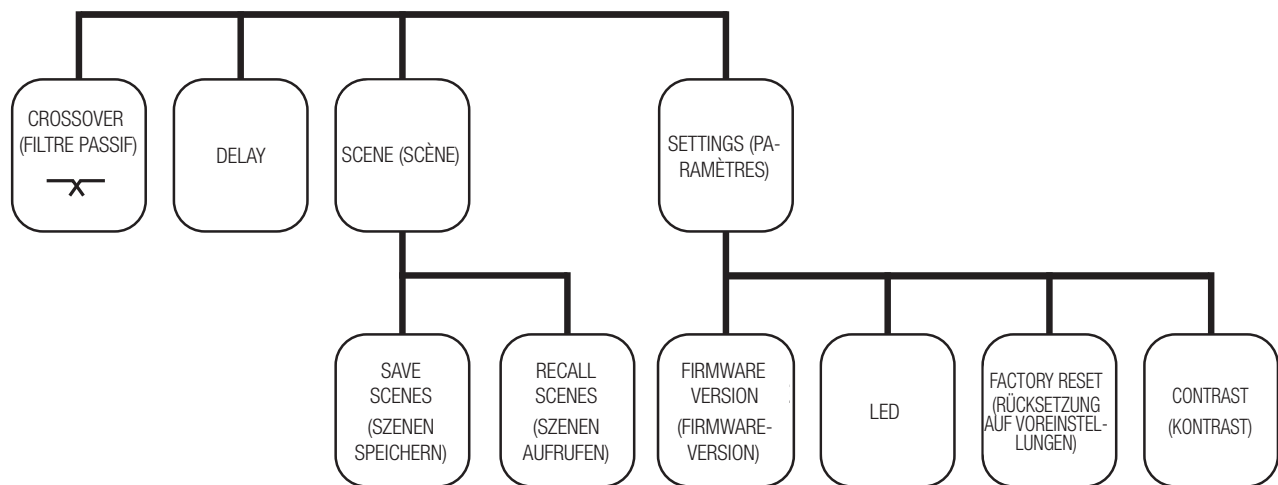 CROSSOVER
(FILTRE PASSIF)
DELAY
SCENE (SCÈNE)
SETTINGS (PA-
RAMÈTRES)
SAVE
SCENES
(SZENEN
SPEICHERN)
RECALL
SCENES
(SZENEN
AUFRUFEN)
FIRMWARE
VERSION
(FIRMWARE-
VERSION)
LED
FACTORY RESET
(RÜCKSETZUNG
AUF VOREINSTEL-
LUNGEN)
CONTRAST
(KONTRAST)